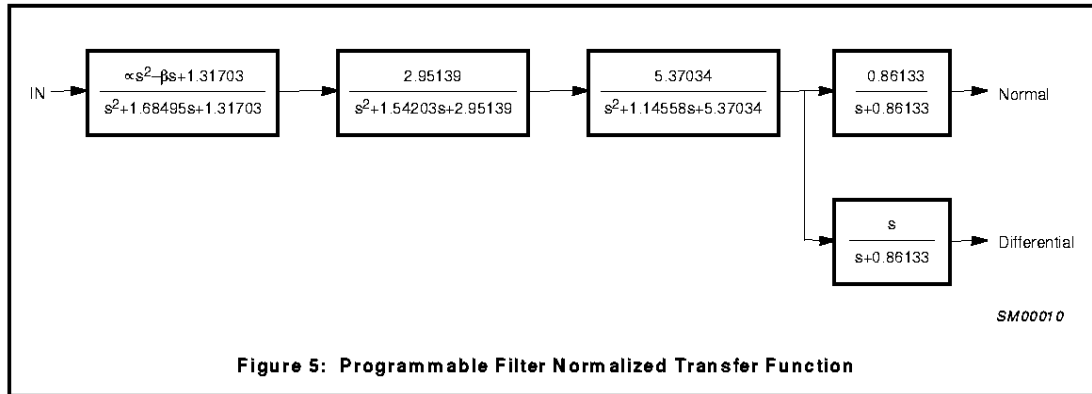 ∝s²–βs+1.31703
s²+1.68495s+1.31703
2.95139
s²+1.54203s+2.95139
5.37034
s²+1.14558s+5.37034
0.86133
s+0.86133
IN
Normal
s
s+0.86133
Differential
SM00010
Figure 5: Programmable Filter Normalized Transfer Function